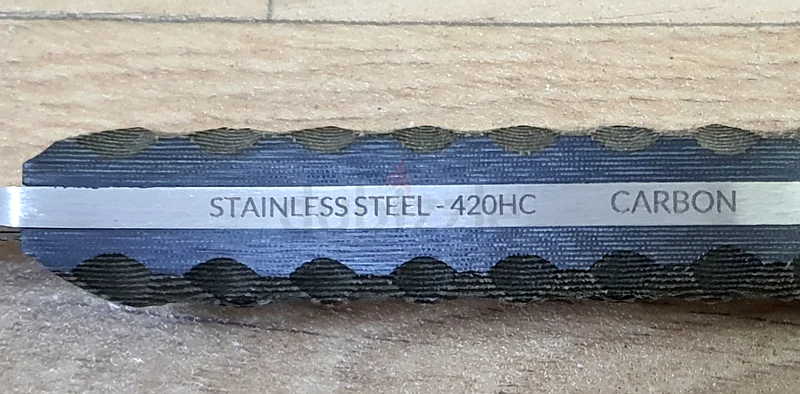 STAINLESS STEEL - 420HC CARBON